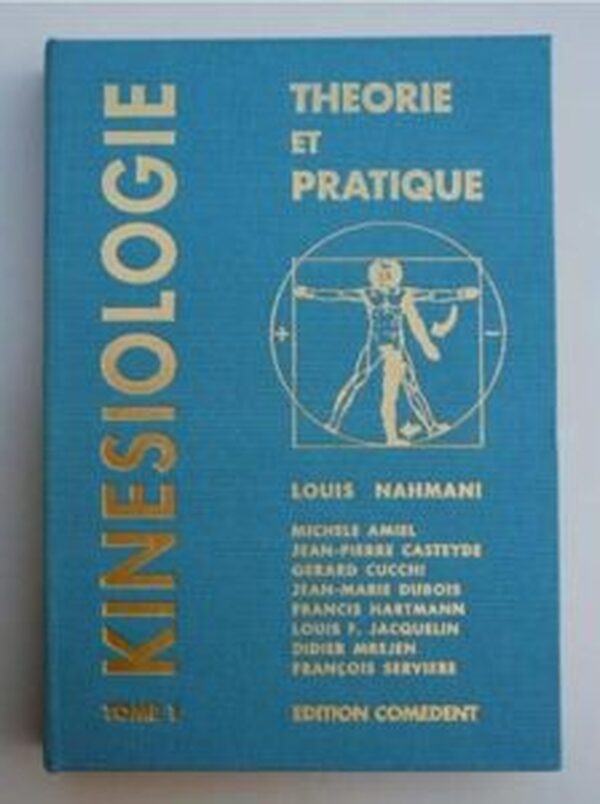 KINESIOLOGIE
TOME 1
THEORIE
ET
PRATIQUE
+
-
LOUIS NAHMANI
MICHELE AMIEL
JEAN-PIERRE CASTEYDE
GERARD CUCCHI
JEAN-MARIE DUBOIS
FRANCIS HARTMANN
LOUIS F. JACQUELIN
DIDIER MREJEN
FRANÇOIS SERVIERE
EDITION COMEDENT